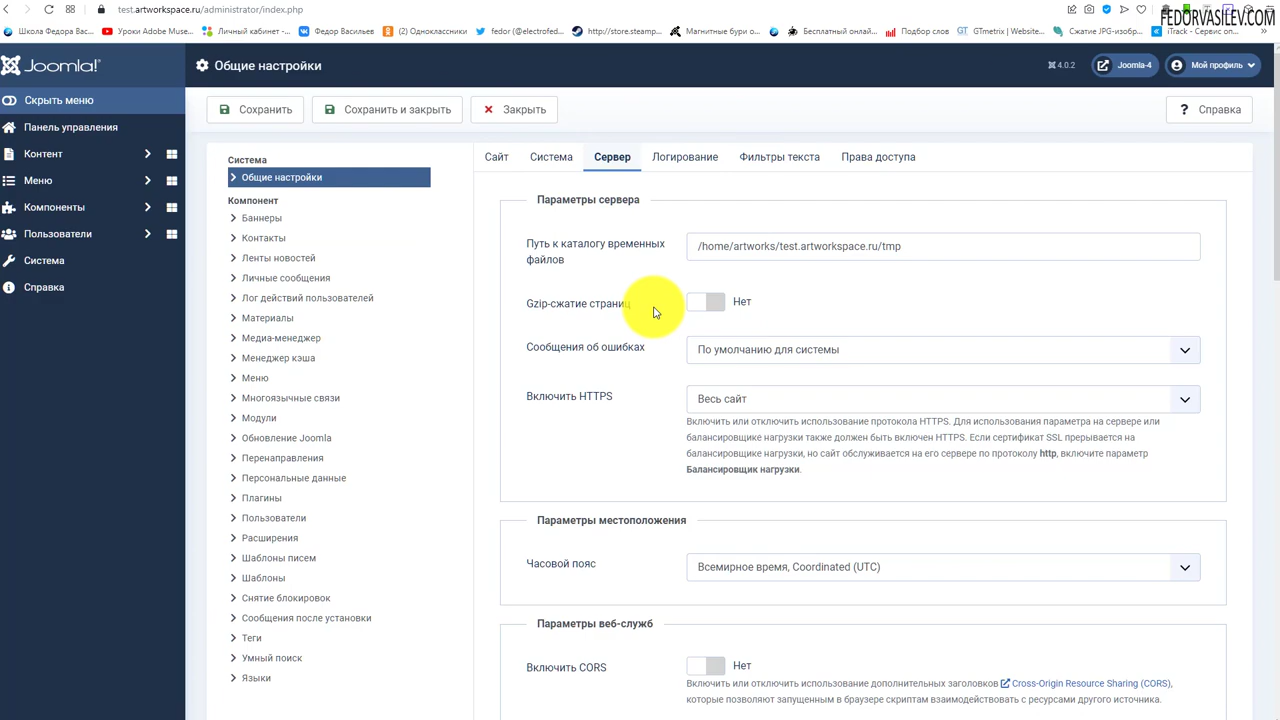 test.artworkspace.ru/administrator/index.php
FEDORVASILEV.COM
Школа Федора Вас...
Уроки Adobe Muse...
Личный кабинет -...
Федор Васильев
(2) Одноклассники
fedor (@electrofed...
http://store.steamp...
Магнитные бури о...
Бесплатный онлай...
Подбор слов
GTmetrix | Website...
Сжатие JPG-изобр...
iTrack - Сервис оп...
Joomla!
Общие настройки
4.0.2
Joomla-4
Мой профиль
Скрыть меню
Панель управления
Контент
Меню
Компоненты
Пользователи
Система
Справка
Сохранить
Сохранить и закрыть
Закрыть
Справка
Система
Общие настройки
Компонент
Баннеры
Контакты
Ленты новостей
Личные сообщения
Лог действий пользователей
Материалы
Медиа-менеджер
Менеджер кэша
Меню
Многоязычные связи
Модули
Обновление Joomla
Перенаправления
Персональные данные
Плагины
Пользователи
Расширения
Шаблоны писем
Шаблоны
Снятие блокировок
Сообщения после установки
Теги
Умный поиск
Языки
Сайт
Система
Сервер
Логирование
Фильтры текста
Права доступа
Параметры сервера
Путь к каталогу временных
файлов
/home/artworks/test.artworkspace.ru/tmp
Gzip-сжатие страниц
Нет
Сообщения об ошибках
По умолчанию для системы
Включить HTTPS
Весь сайт
Включить или отключить использование протокола HTTPS. Для использования параметра на сервере или
балансировщике нагрузки также должен быть включен HTTPS. Если сертификат SSL прерывается на
балансировщике нагрузки, но сайт обслуживается на его сервере по протоколу http, включите параметр
Балансировщик нагрузки.
Параметры местоположения
Часовой пояс
Всемирное время, Coordinated (UTC)
Параметры веб-служб
Включить CORS
Нет
Включить или отключить использование дополнительных заголовков Cross-Origin Resource Sharing (CORS),
которые позволяют запущенным в браузере скриптам взаимодействовать с ресурсами другого источника.